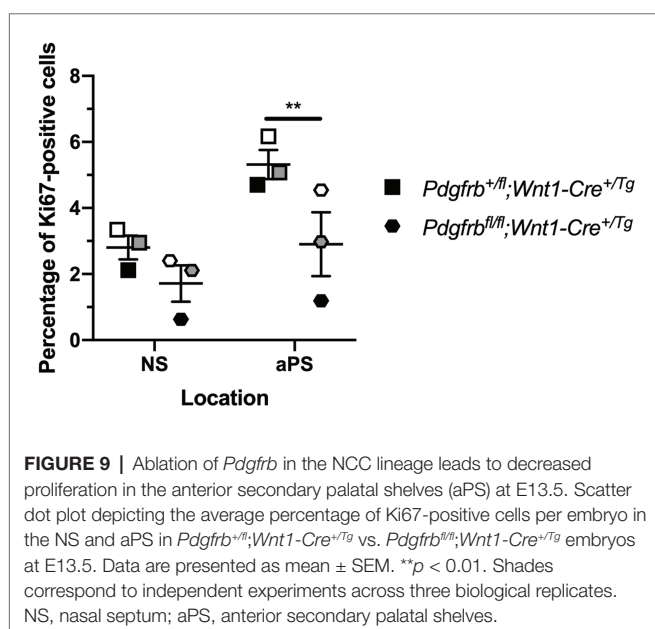 Percentage of Ki67-positive cells
8
6
4
2
0
**
NS
aPS
Location
Pdgfrb+/fl;Wnt1-Cre+/Tg
Pdgfrbfl/fl;Wnt1-Cre+/Tg
FIGURE 9 | Ablation of Pdgfrb in the NCC lineage leads to decreased
proliferation in the anterior secondary palatal shelves (aPS) at E13.5. Scatter
dot plot depicting the average percentage of Ki67-positive cells per embryo in
the NS and aPS in Pdgfrb+/fl;Wnt1-Cre+/Tg vs. Pdgfrbfl/fl;Wnt1-Cre+/Tg embryos
at E13.5. Data are presented as mean ± SEM. **p < 0.01. Shades
correspond to independent experiments across three biological replicates.
NS, nasal septum; aPS, anterior secondary palatal shelves.